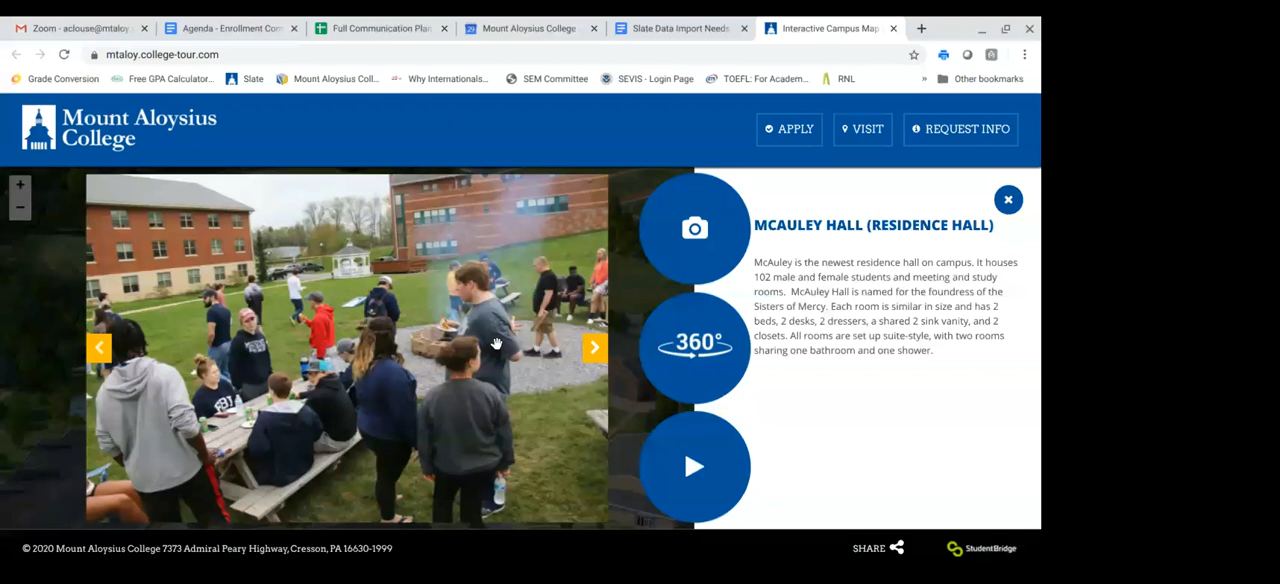 Zoom - aclouse@mtaloy
Agenda - Enrollment Com
Full Communication Plan
Mount Aloysius College
Slate Data Import Needs
Interactive Campus Map
mtaloy.college-tour.com
Grade Conversion
Free GPA Calculator...
Slate
Mount Aloysius Coll...
Why Internationals...
SEM Committee
SEVIS - Login Page
TOEFL: For Academ...
RNL
»
Other bookmarks
Mount Aloysius
College
APPLY
VISIT
REQUEST INFO
+
−
360°
MCAULEY HALL (RESIDENCE HALL)
McAuley is the newest residence hall on campus. It houses
102 male and female students and meeting and study
rooms. McAuley Hall is named for the foundress of the
Sisters of Mercy. Each room is similar in size and has 2
beds, 2 desks, 2 dressers, a shared 2 sink vanity, and 2
closets. All rooms are set up suite-style, with two rooms
sharing one bathroom and one shower.
© 2020 Mount Aloysius College 7373 Admiral Peary Highway, Cresson, PA 16630-1999
SHARE
StudentBridge